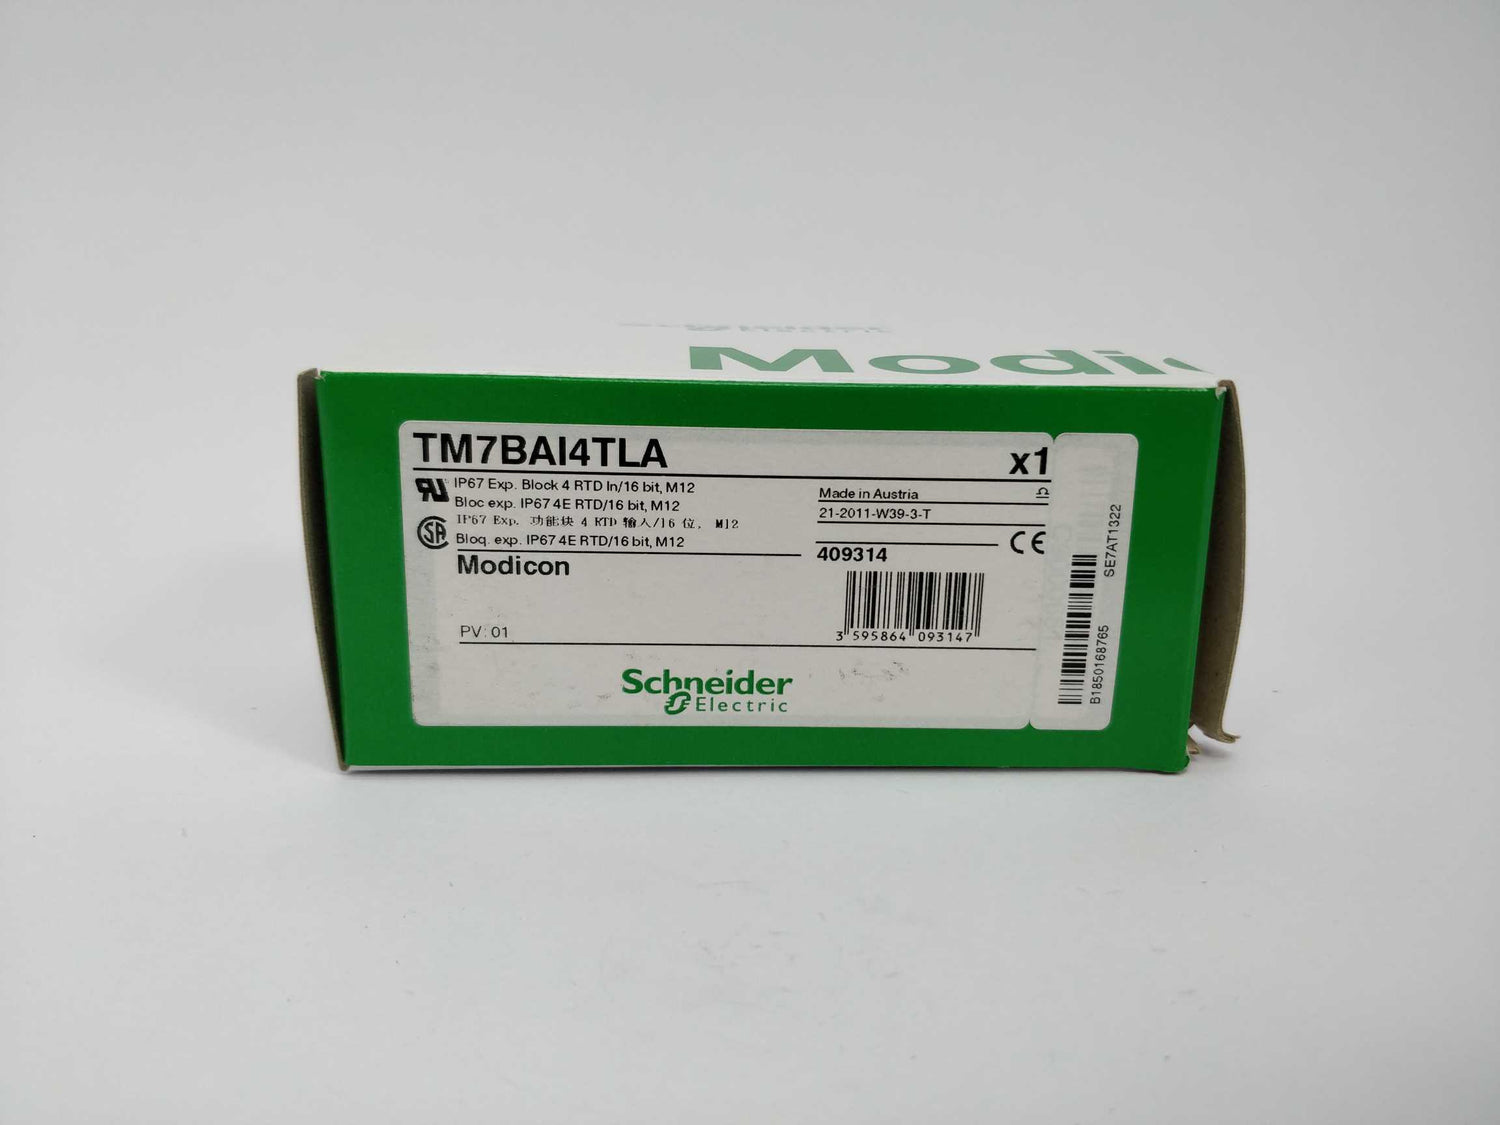 Modic
TM7BAI4TLA
x1
IP67 Exp. Block 4 RTD In/16 bit, M12
Bloc exp. IP67 4E RTD/16 bit, M12
IP67 Exp. 功能块 4 RTD 输入/16 位, M12
Bloq. exp. IP67 4E RTD/16 bit, M12
Modicon
PV: 01
Made in Austria
21-2011-W39-3-T
409314
CE
3 595864 093147
Schneider
Electric
B1850168765
SE7AT1322